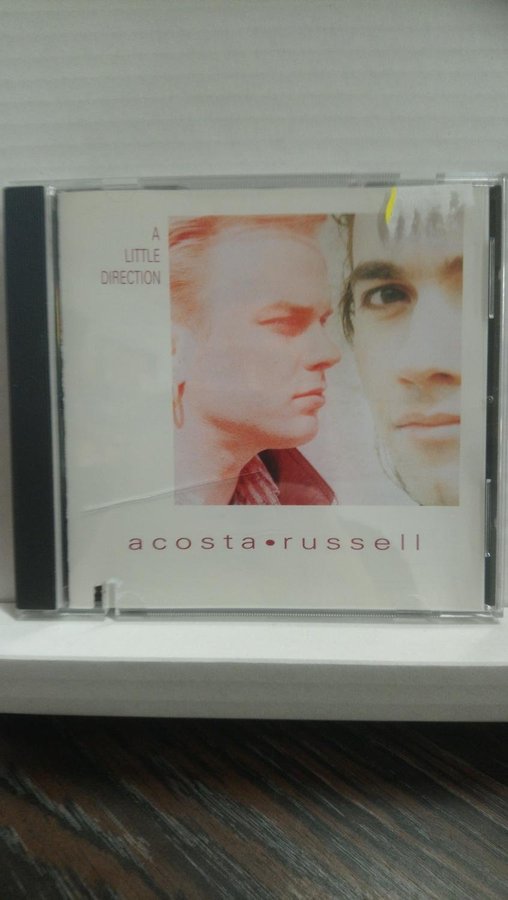 A
LITTLE
DIRECTION
acosta•russell